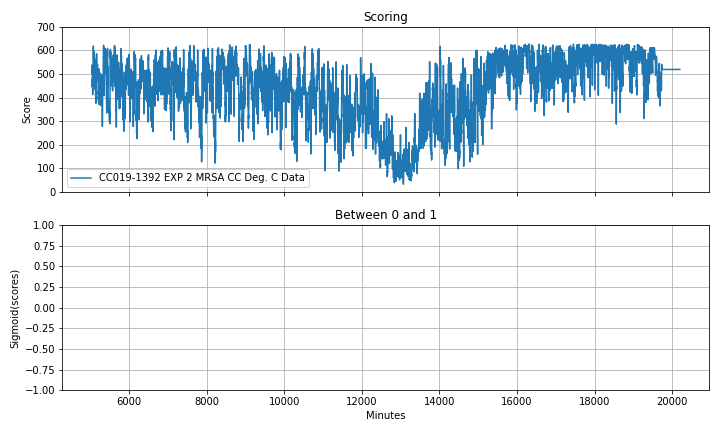 Scoring
700
600
500
400
300
200
100
0
Score
CC019-1392 EXP 2 MRSA CC Deg. C Data
Between 0 and 1
1.00
0.75
0.50
0.25
0.00
−0.25
−0.50
−0.75
−1.00
Sigmoid(scores)
6000 8000 10000 12000 14000 16000 18000 20000
Minutes